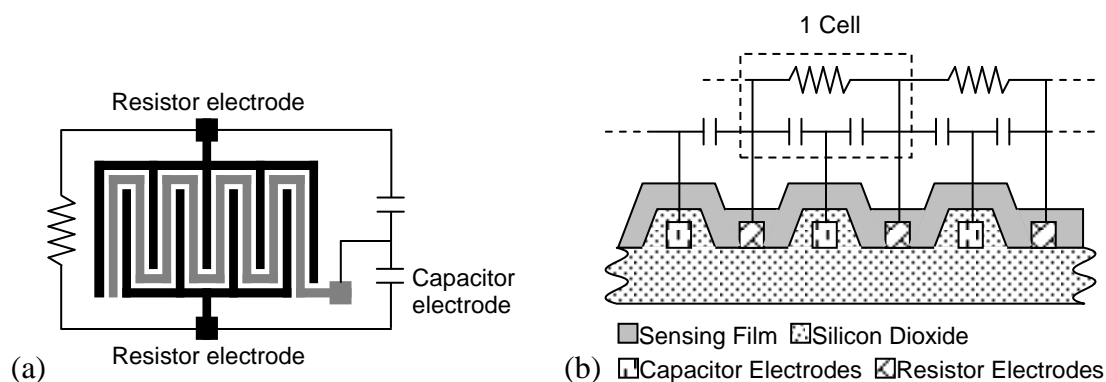 1 Cell
Resistor electrode
Capacitor
electrode
Resistor electrode
Sensing Film Silicon Dioxide
(a)
(b) Capacitor Electrodes Resistor Electrodes